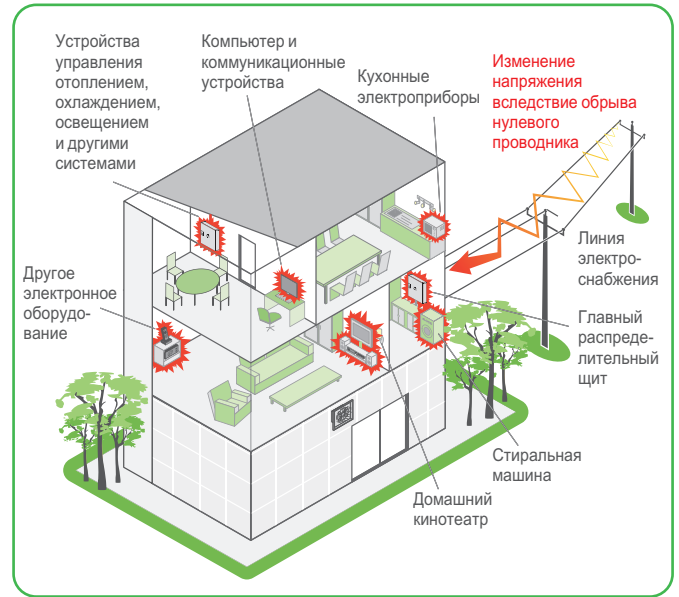 Устройства
управления
отоплением,
охлаждением,
освещением
и другими
системами
Компьютер и
коммуникационные
устройства
Кухонные
электроприборы
Изменение
напряжения
вследствие обрыва
нулевого
проводника
Линия
электро-
снабжения
Другое
электронное
оборудо-
вание
Главный
распреде-
лительный
щит
Стиральная
машина
Домашний
кинотеатр